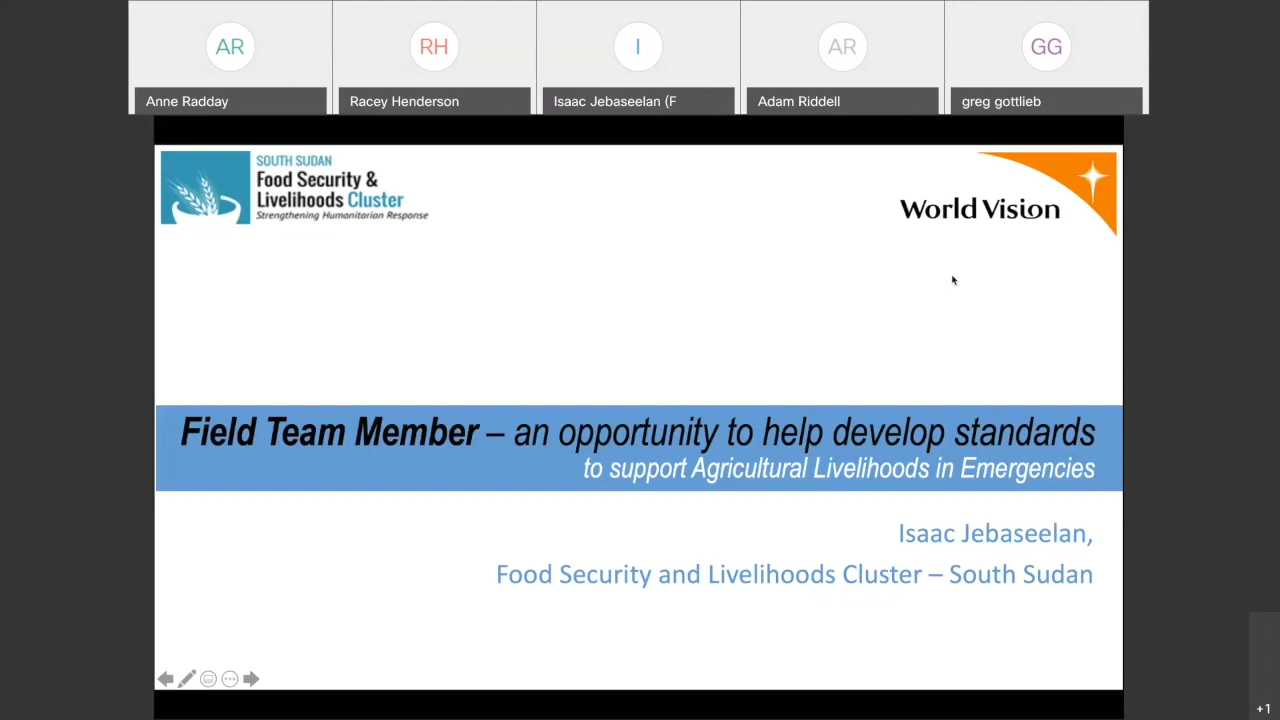 AR
RH
I
AR
GG
Anne Radday
Racey Henderson
Isaac Jebaseelan (F
Adam Riddell
greg gottlieb
SOUTH SUDAN
Food Security &
Livelihoods Cluster
Strengthening Humanitarian Response
World Vision
Field Team Member – an opportunity to help develop standards
to support Agricultural Livelihoods in Emergencies
Isaac Jebaseelan,
Food Security and Livelihoods Cluster – South Sudan
+1